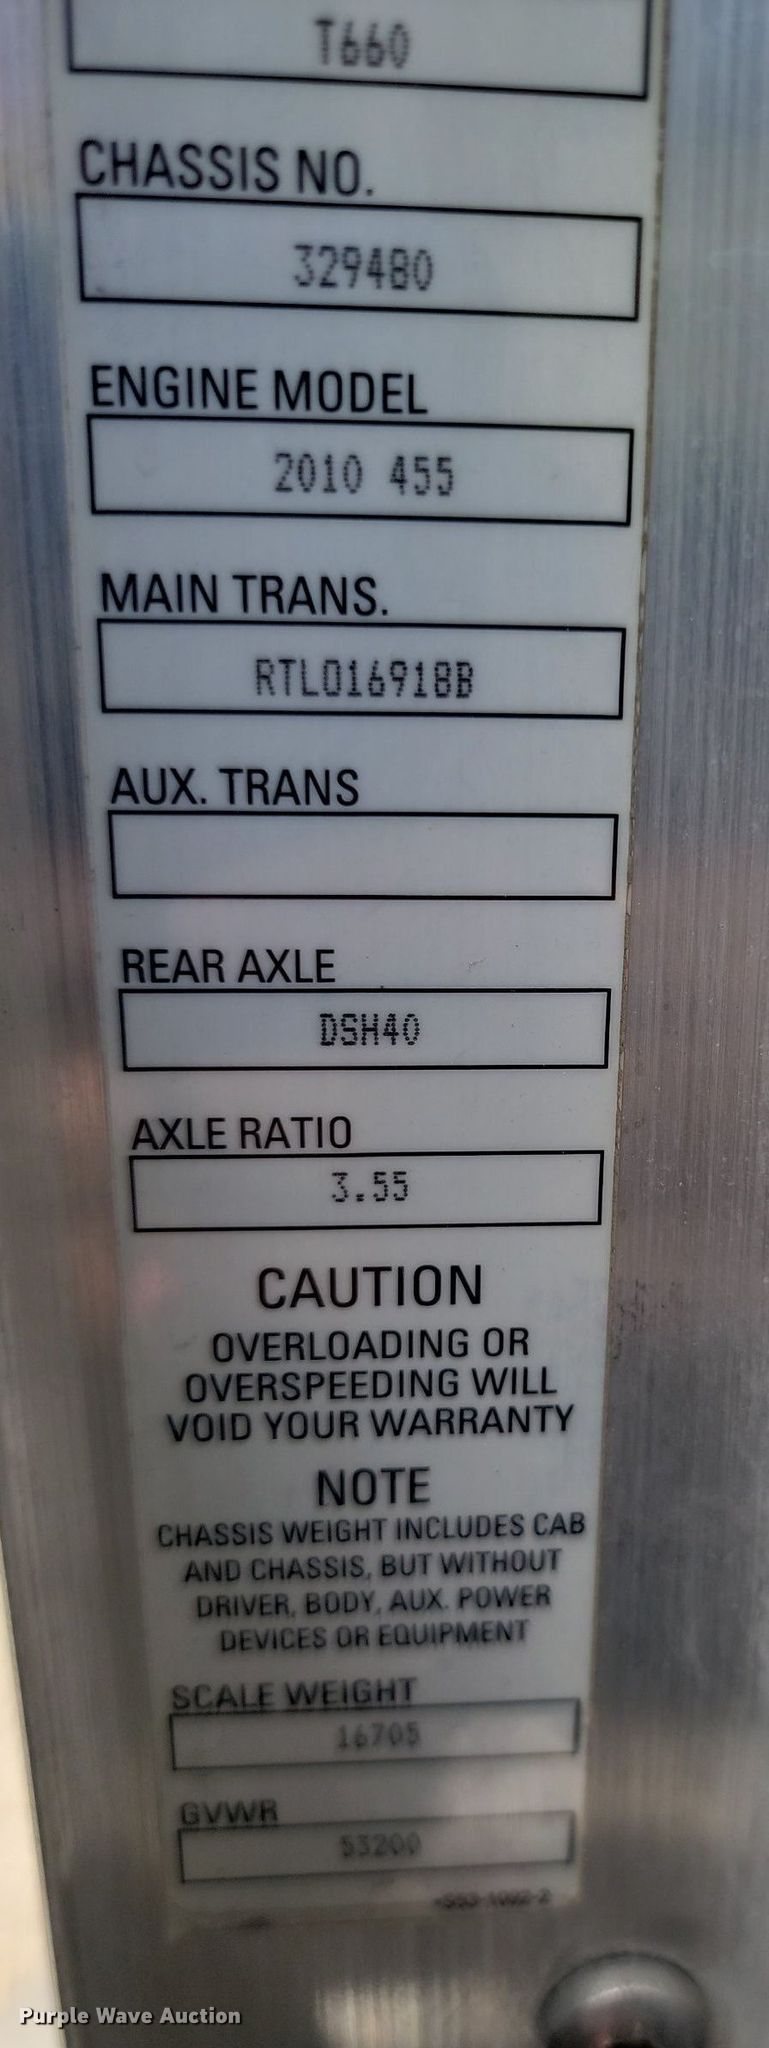 T660
CHASSIS NO.
329480
ENGINE MODEL
2010 455
MAIN TRANS.
RTLO16918B
AUX. TRANS
REAR AXLE
DSH40
AXLE RATIO
3.55
CAUTION
OVERLOADING OR
OVERSPEEDING WILL
VOID YOUR WARRANTY
NOTE
CHASSIS WEIGHT INCLUDES CAB
AND CHASSIS, BUT WITHOUT
DRIVER, BODY, AUX. POWER
DEVICES OR EQUIPMENT
SCALE WEIGHT
16705
GVWR
53200
Purple Wave Auction